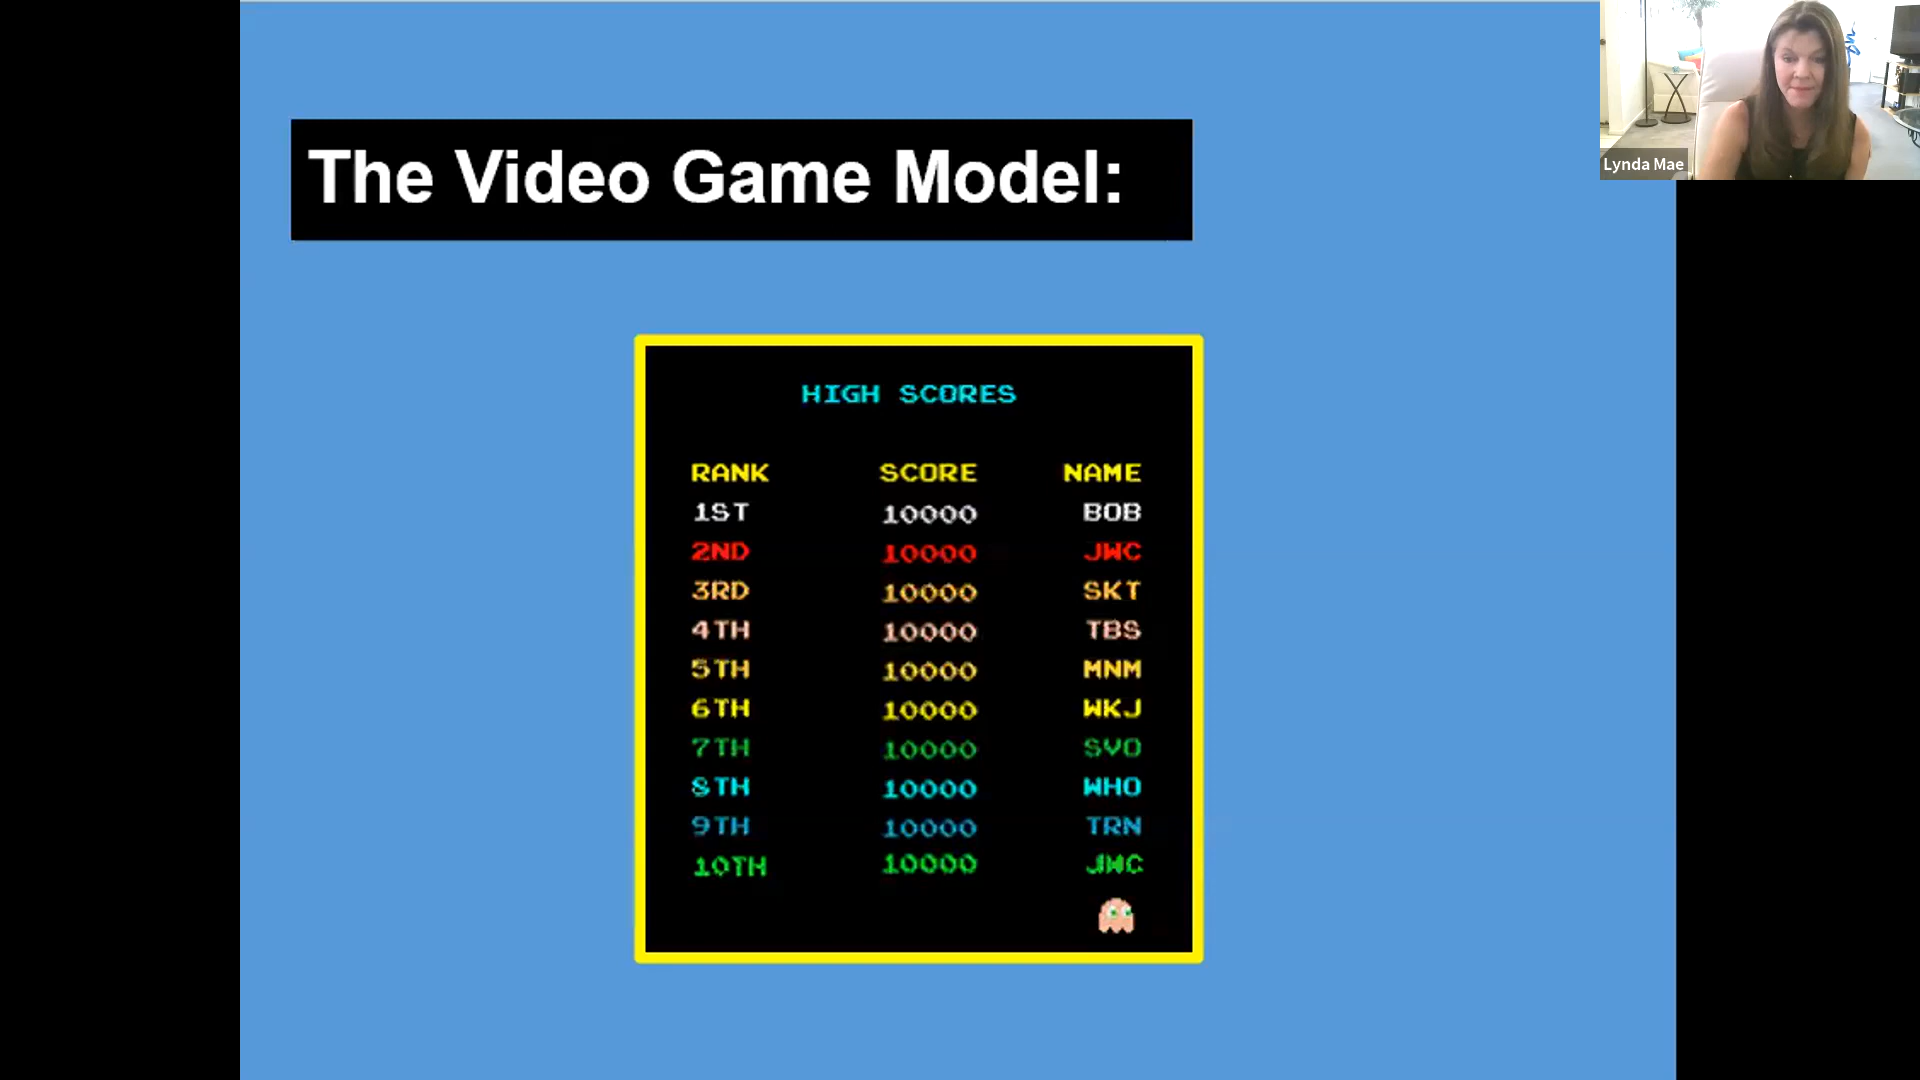 The Video Game Model:
Lynda Mae
HIGH SCORES
RANK SCORE NAME
1ST 10000 BOB
2ND 10000 JWC
3RD 10000 SKT
4TH 10000 TBS
5TH 10000 MNM
6TH 10000 WKJ
7TH 10000 SVO
8TH 10000 WHO
9TH 10000 TRN
10TH 10000 JWC